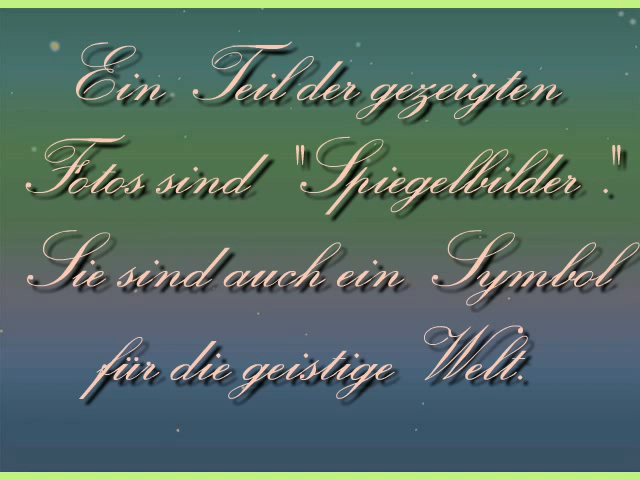 Ein Teil der gezeigten
Fotos sind "Spiegelbilder ."
Sie sind auch ein Symbol
für die geistige Welt.